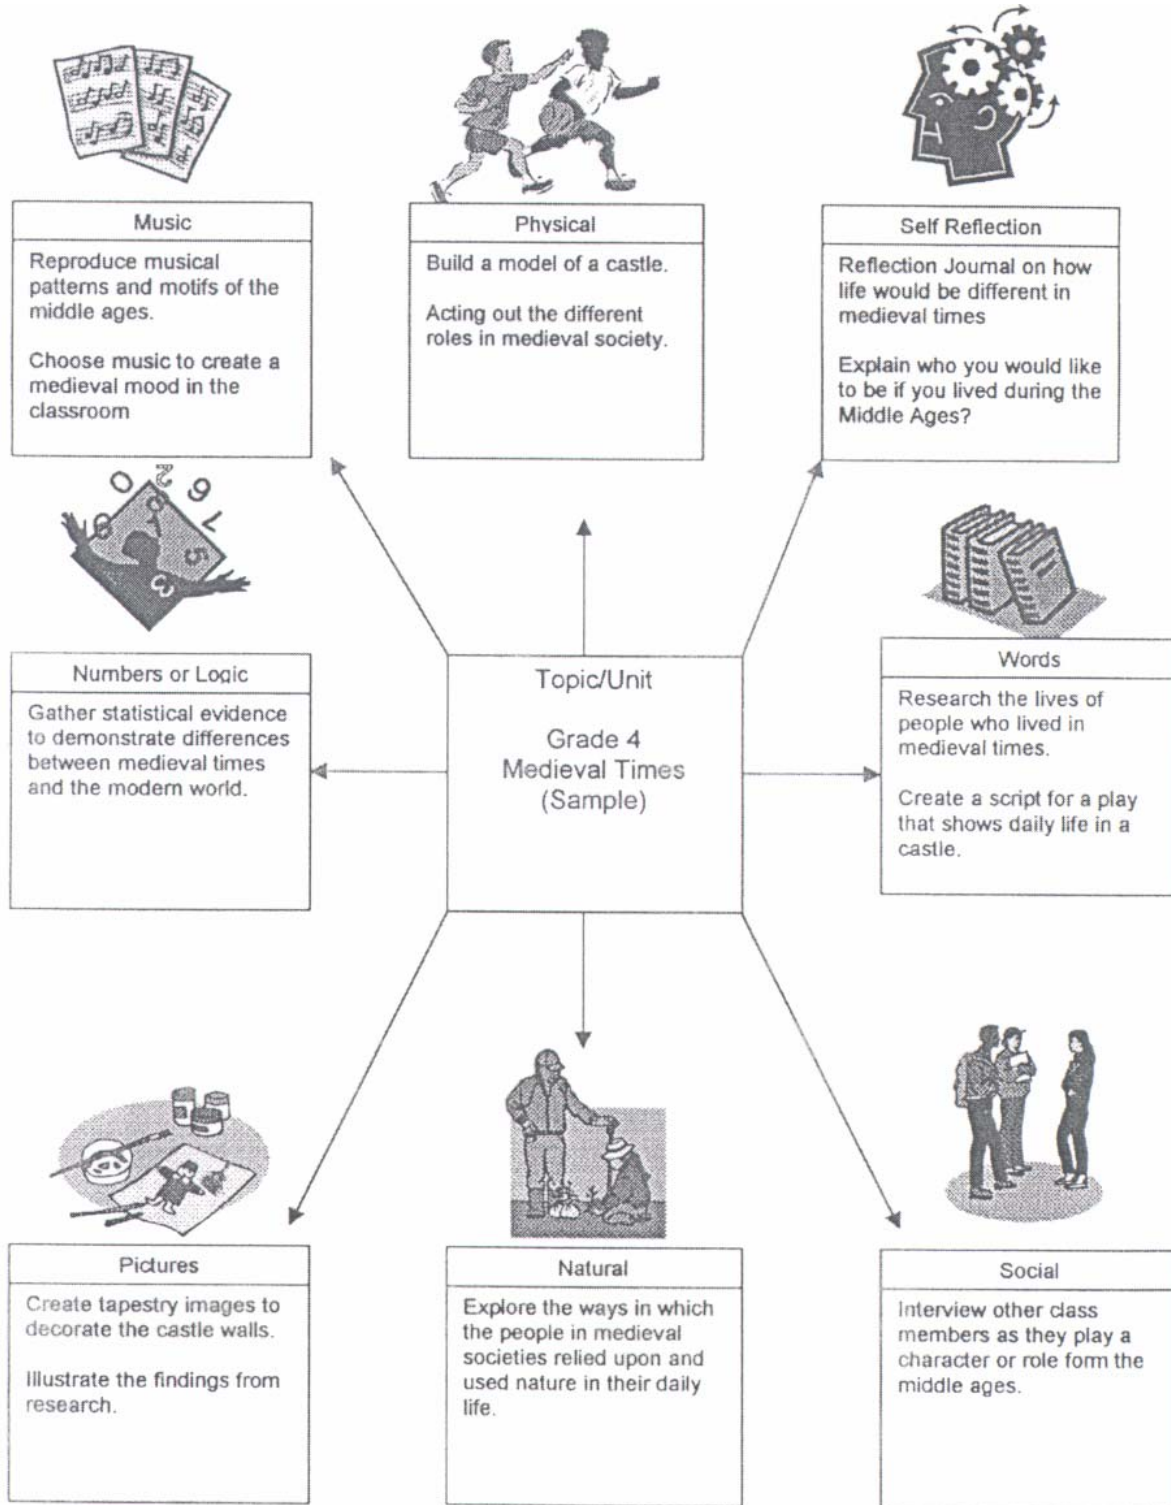 Music
Reproduce musical
patterns and motifs of the
middle ages.
Choose music to create a
medieval mood in the
classroom
Physical
Build a model of a castle.
Acting out the different
roles in medieval society.
Self Reflection
Reflection Journal on how
life would be different in
medieval times
Explain who you would like
to be if you lived during the
Middle Ages?
Numbers or Logic
Gather statistical evidence
to demonstrate differences
between medieval times
and the modern world.
Topic/Unit
Grade 4
Medieval Times
(Sample)
Words
Research the lives of
people who lived in
medieval times.
Create a script for a play
that shows daily life in a
castle.
Pictures
Create tapestry images to
decorate the castle walls.
Illustrate the findings from
research.
Natural
Explore the ways in which
the people in medieval
societies relied upon and
used nature in their daily
life.
Social
Interview other class
members as they play a
character or role form the
middle ages.